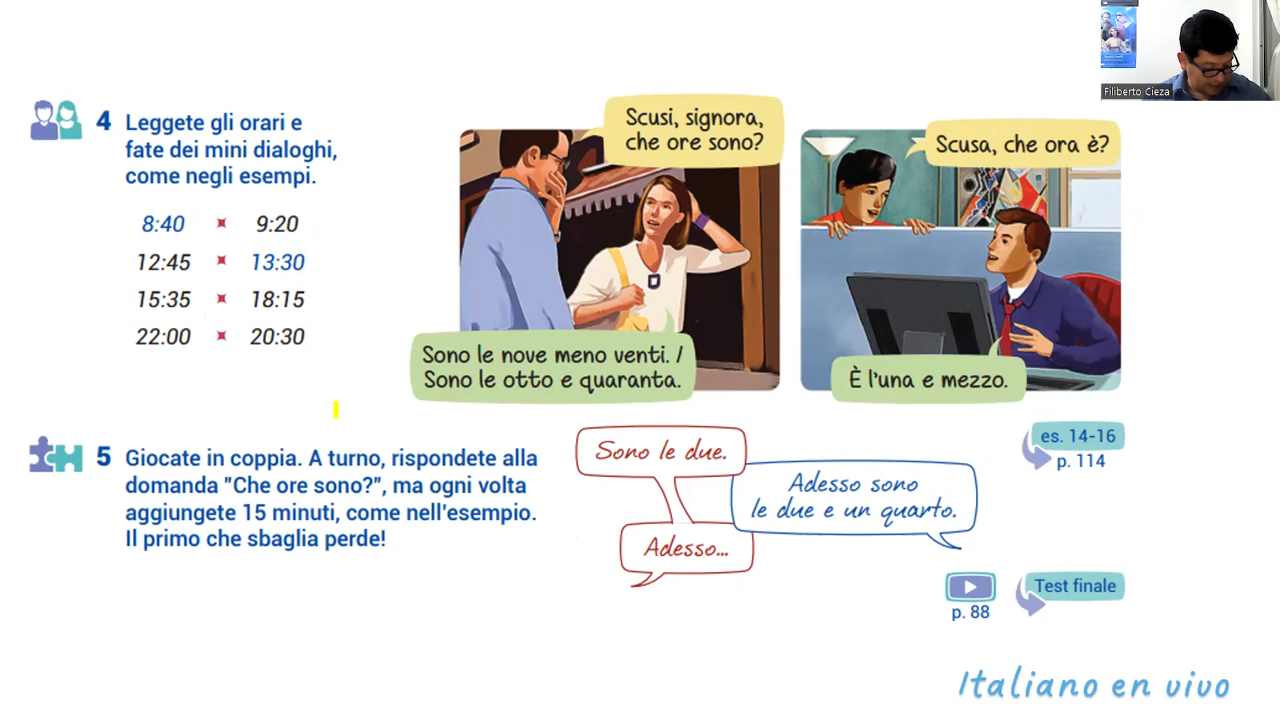 Filiberto Cieza
4 Leggete gli orari e
fate dei mini dialoghi,
come negli esempi.
8:40 9:20
12:45 13:30
15:35 18:15
22:00 20:30
Scusi, signora,
che ore sono?
Sono le nove meno venti. /
Sono le otto e quaranta.
Scusa, che ora è?
È l'una e mezzo.
es. 14-16
p. 114
5 Giocate in coppia. A turno, rispondete alla
domanda "Che ore sono?", ma ogni volta
aggiungete 15 minuti, come nell'esempio.
Il primo che sbaglia perde!
Sono le due.
Adesso sono
le due e un quarto.
Adesso...
p. 88
Test finale
Italiano en vivo